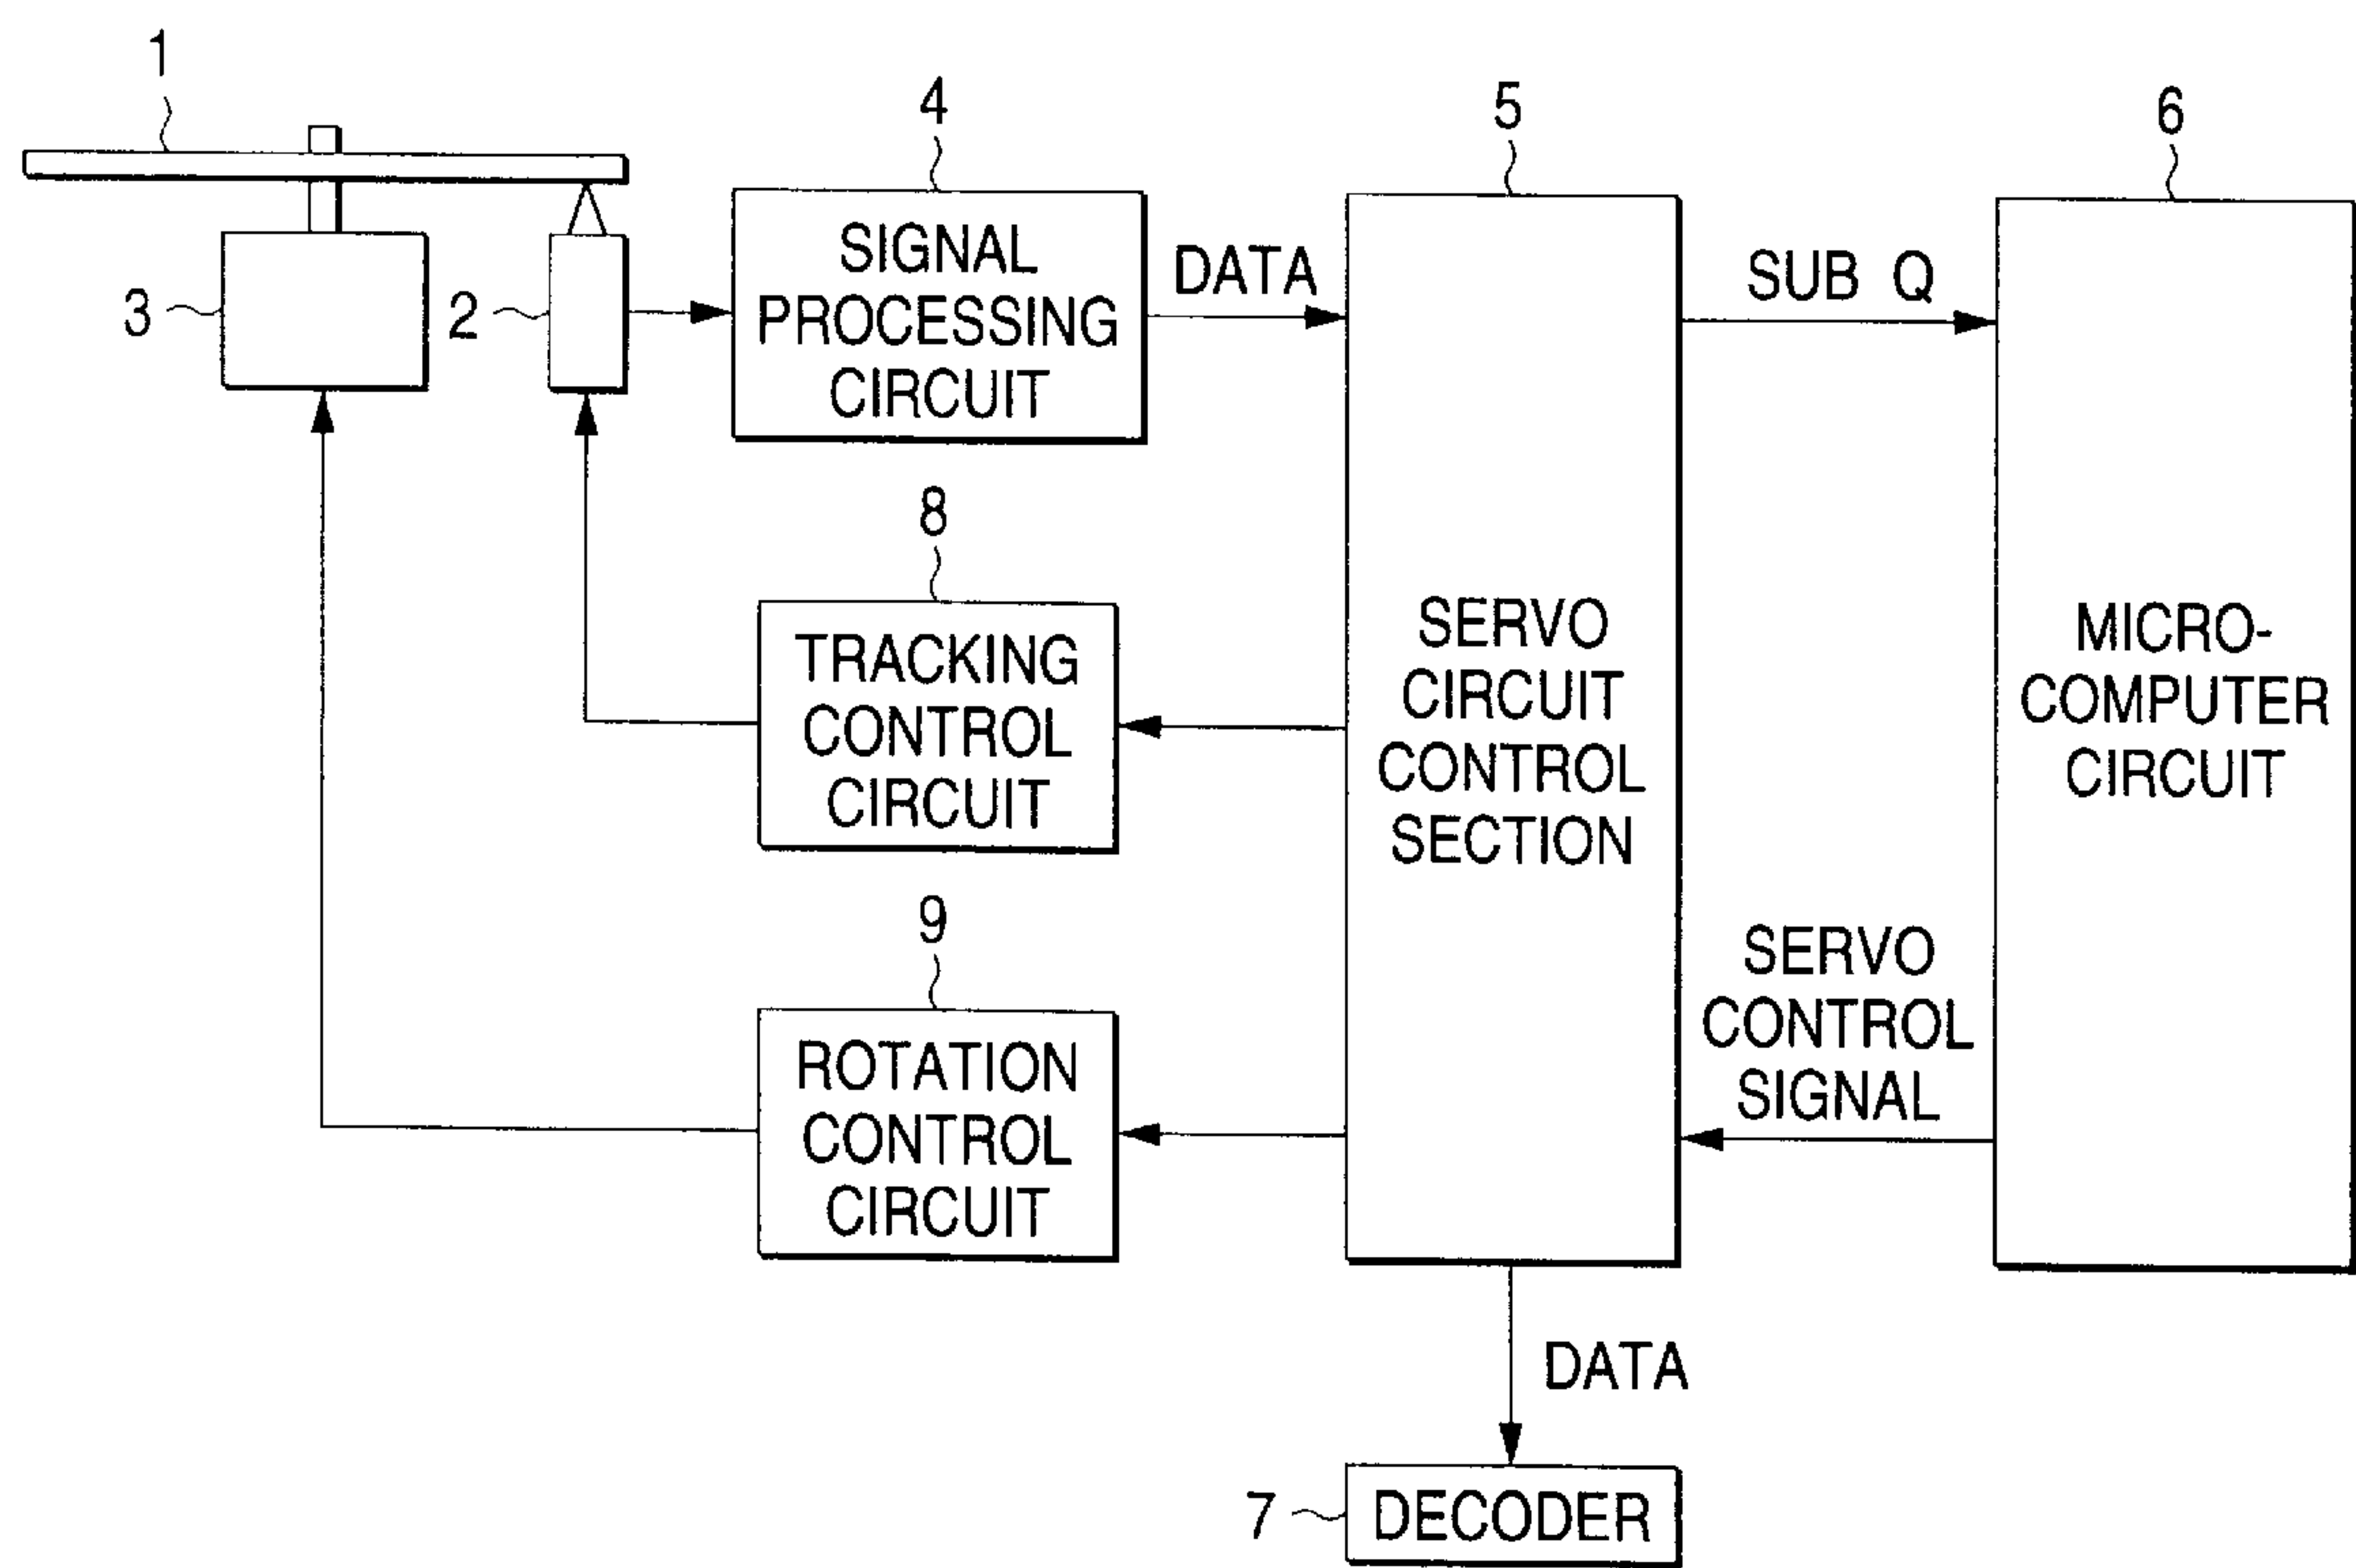 1
4
5
6
SIGNAL
PROCESSING
CIRCUIT
DATA
SUB Q
3
2
8
TRACKING
CONTROL
CIRCUIT
SERVO
CIRCUIT
CONTROL
SECTION
MICRO-
COMPUTER
CIRCUIT
9
ROTATION
CONTROL
CIRCUIT
SERVO
CONTROL
SIGNAL
DATA
7
DECODER